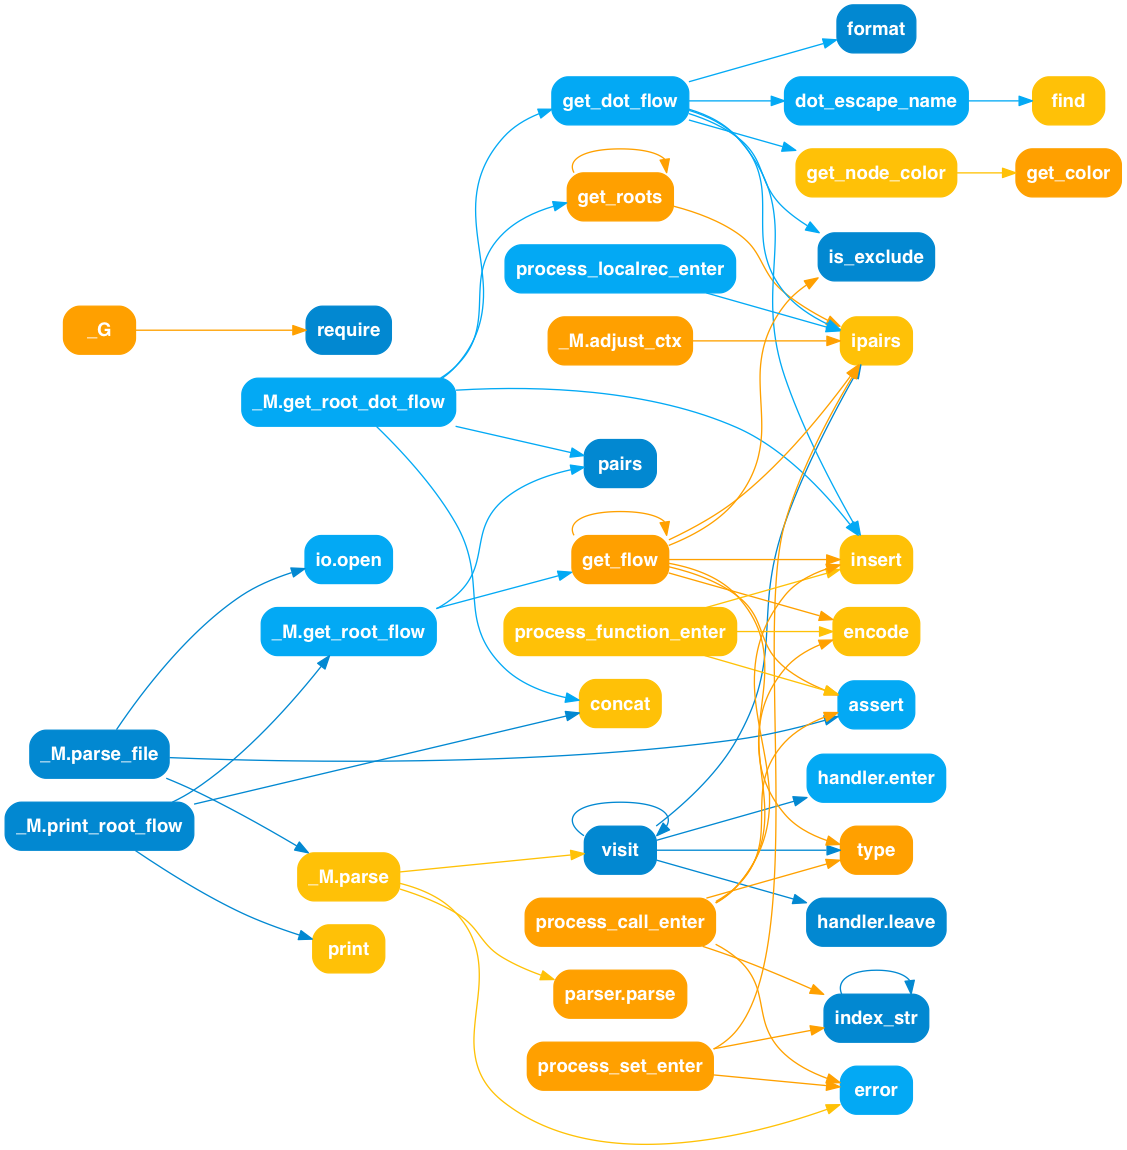 format
get_dot_flow
dot_escape_name
find
get_node_color
get_color
get_roots
is_exclude
process_localrec_enter
_G
require
_M.adjust_ctx
ipairs
_M.get_root_dot_flow
pairs
io.open
get_flow
insert
_M.get_root_flow
process_function_enter
encode
concat
assert
_M.parse_file
handler.enter
_M.print_root_flow
visit
type
_M.parse
process_call_enter
handler.leave
print
parser.parse
index_str
process_set_enter
error